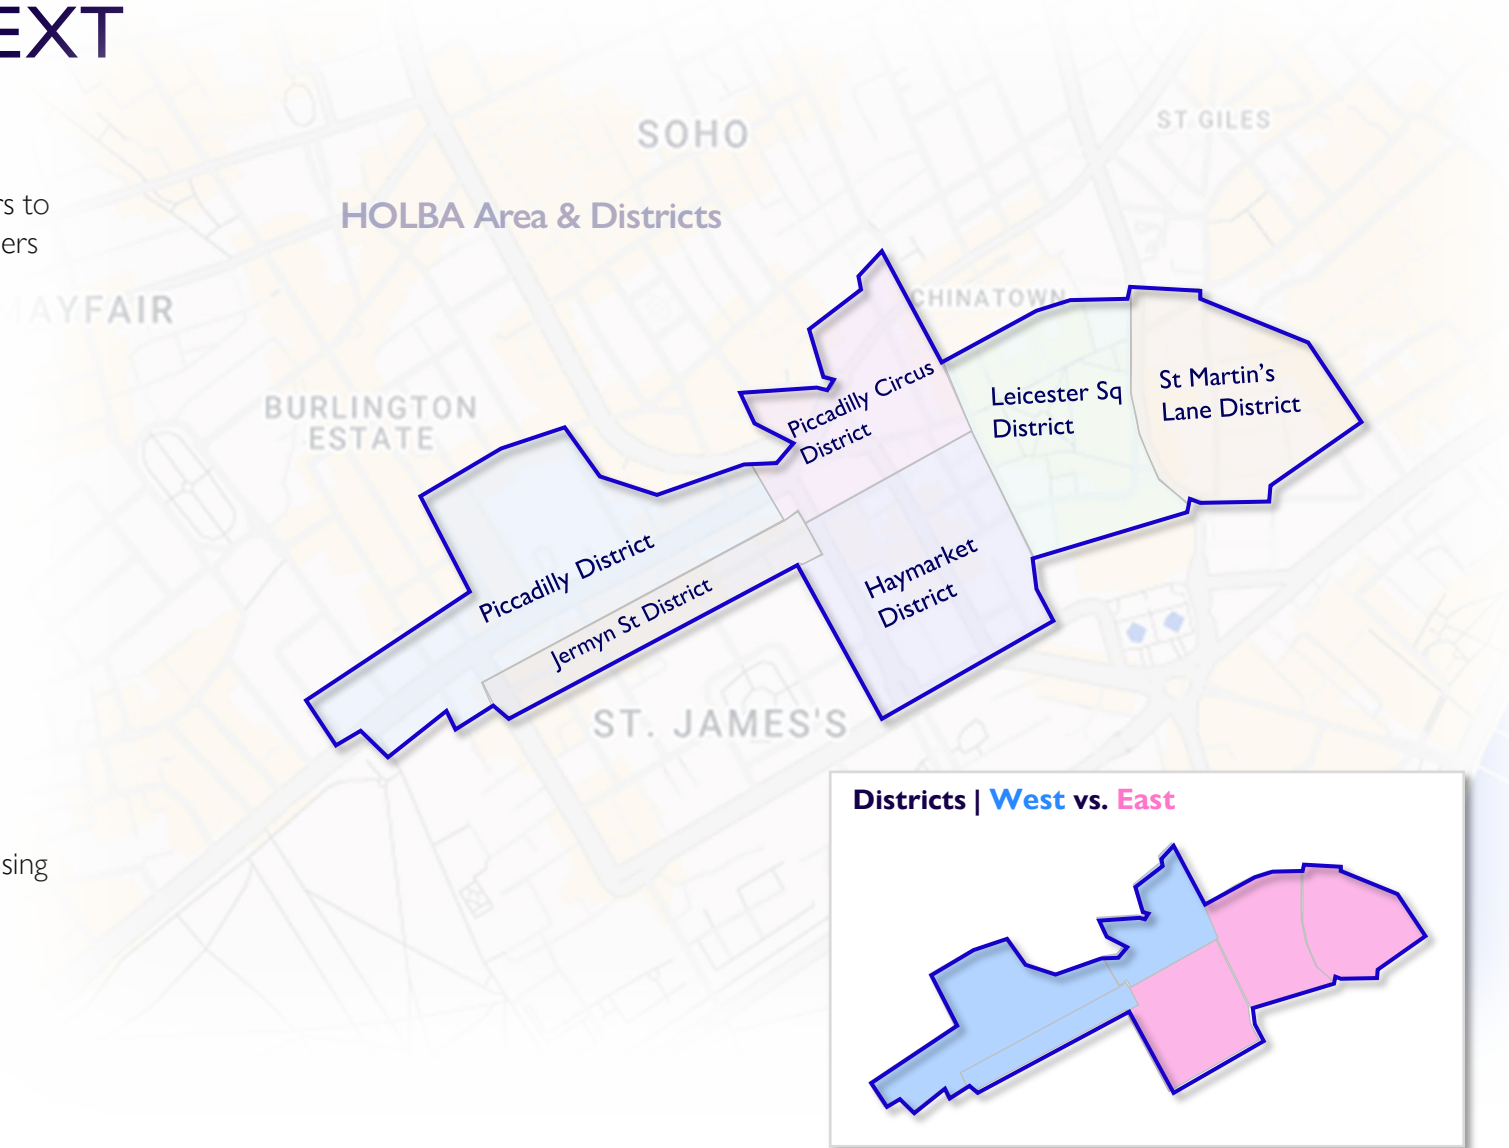 EXT
rs to
ers
sing
HOLBA Area & Districts
SOHO
ST GILES
CHINATOWN
MAYFAIR
BURLINGTON
ESTATE
ST. JAMES'S
Piccadilly Circus
District
Leicester Sq
District
St Martin's
Lane District
Piccadilly District
Jermyn St District
Haymarket
District
Districts | West vs. East